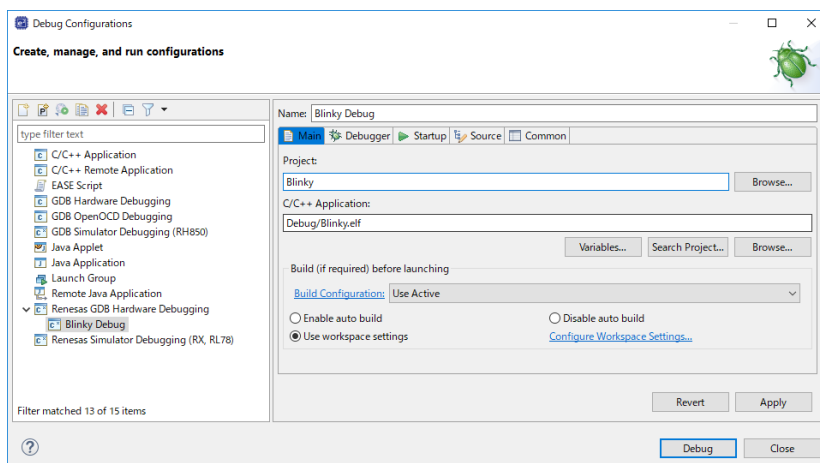 Debug Configurations
Create, manage, and run configurations
type filter text
C/C++ Application
C/C++ Remote Application
EASE Script
GDB Hardware Debugging
GDB OpenOCD Debugging
GDB Simulator Debugging (RH850)
Java Applet
Java Application
Launch Group
Remote Java Application
Renesas GDB Hardware Debugging
Blinky Debug
Renesas Simulator Debugging (RX, RL78)
Filter matched 13 of 15 items
Name: Blinky Debug
Main Debugger Startup Source Common
Project:
Blinky Browse...
C/C++ Application:
Debug/Blinky.elf
Variables... Search Project... Browse...
Build (if required) before launching
Build Configuration: Use Active
Enable auto build Disable auto build
Use workspace settings Configure Workspace Settings...
Revert Apply
? Debug Close